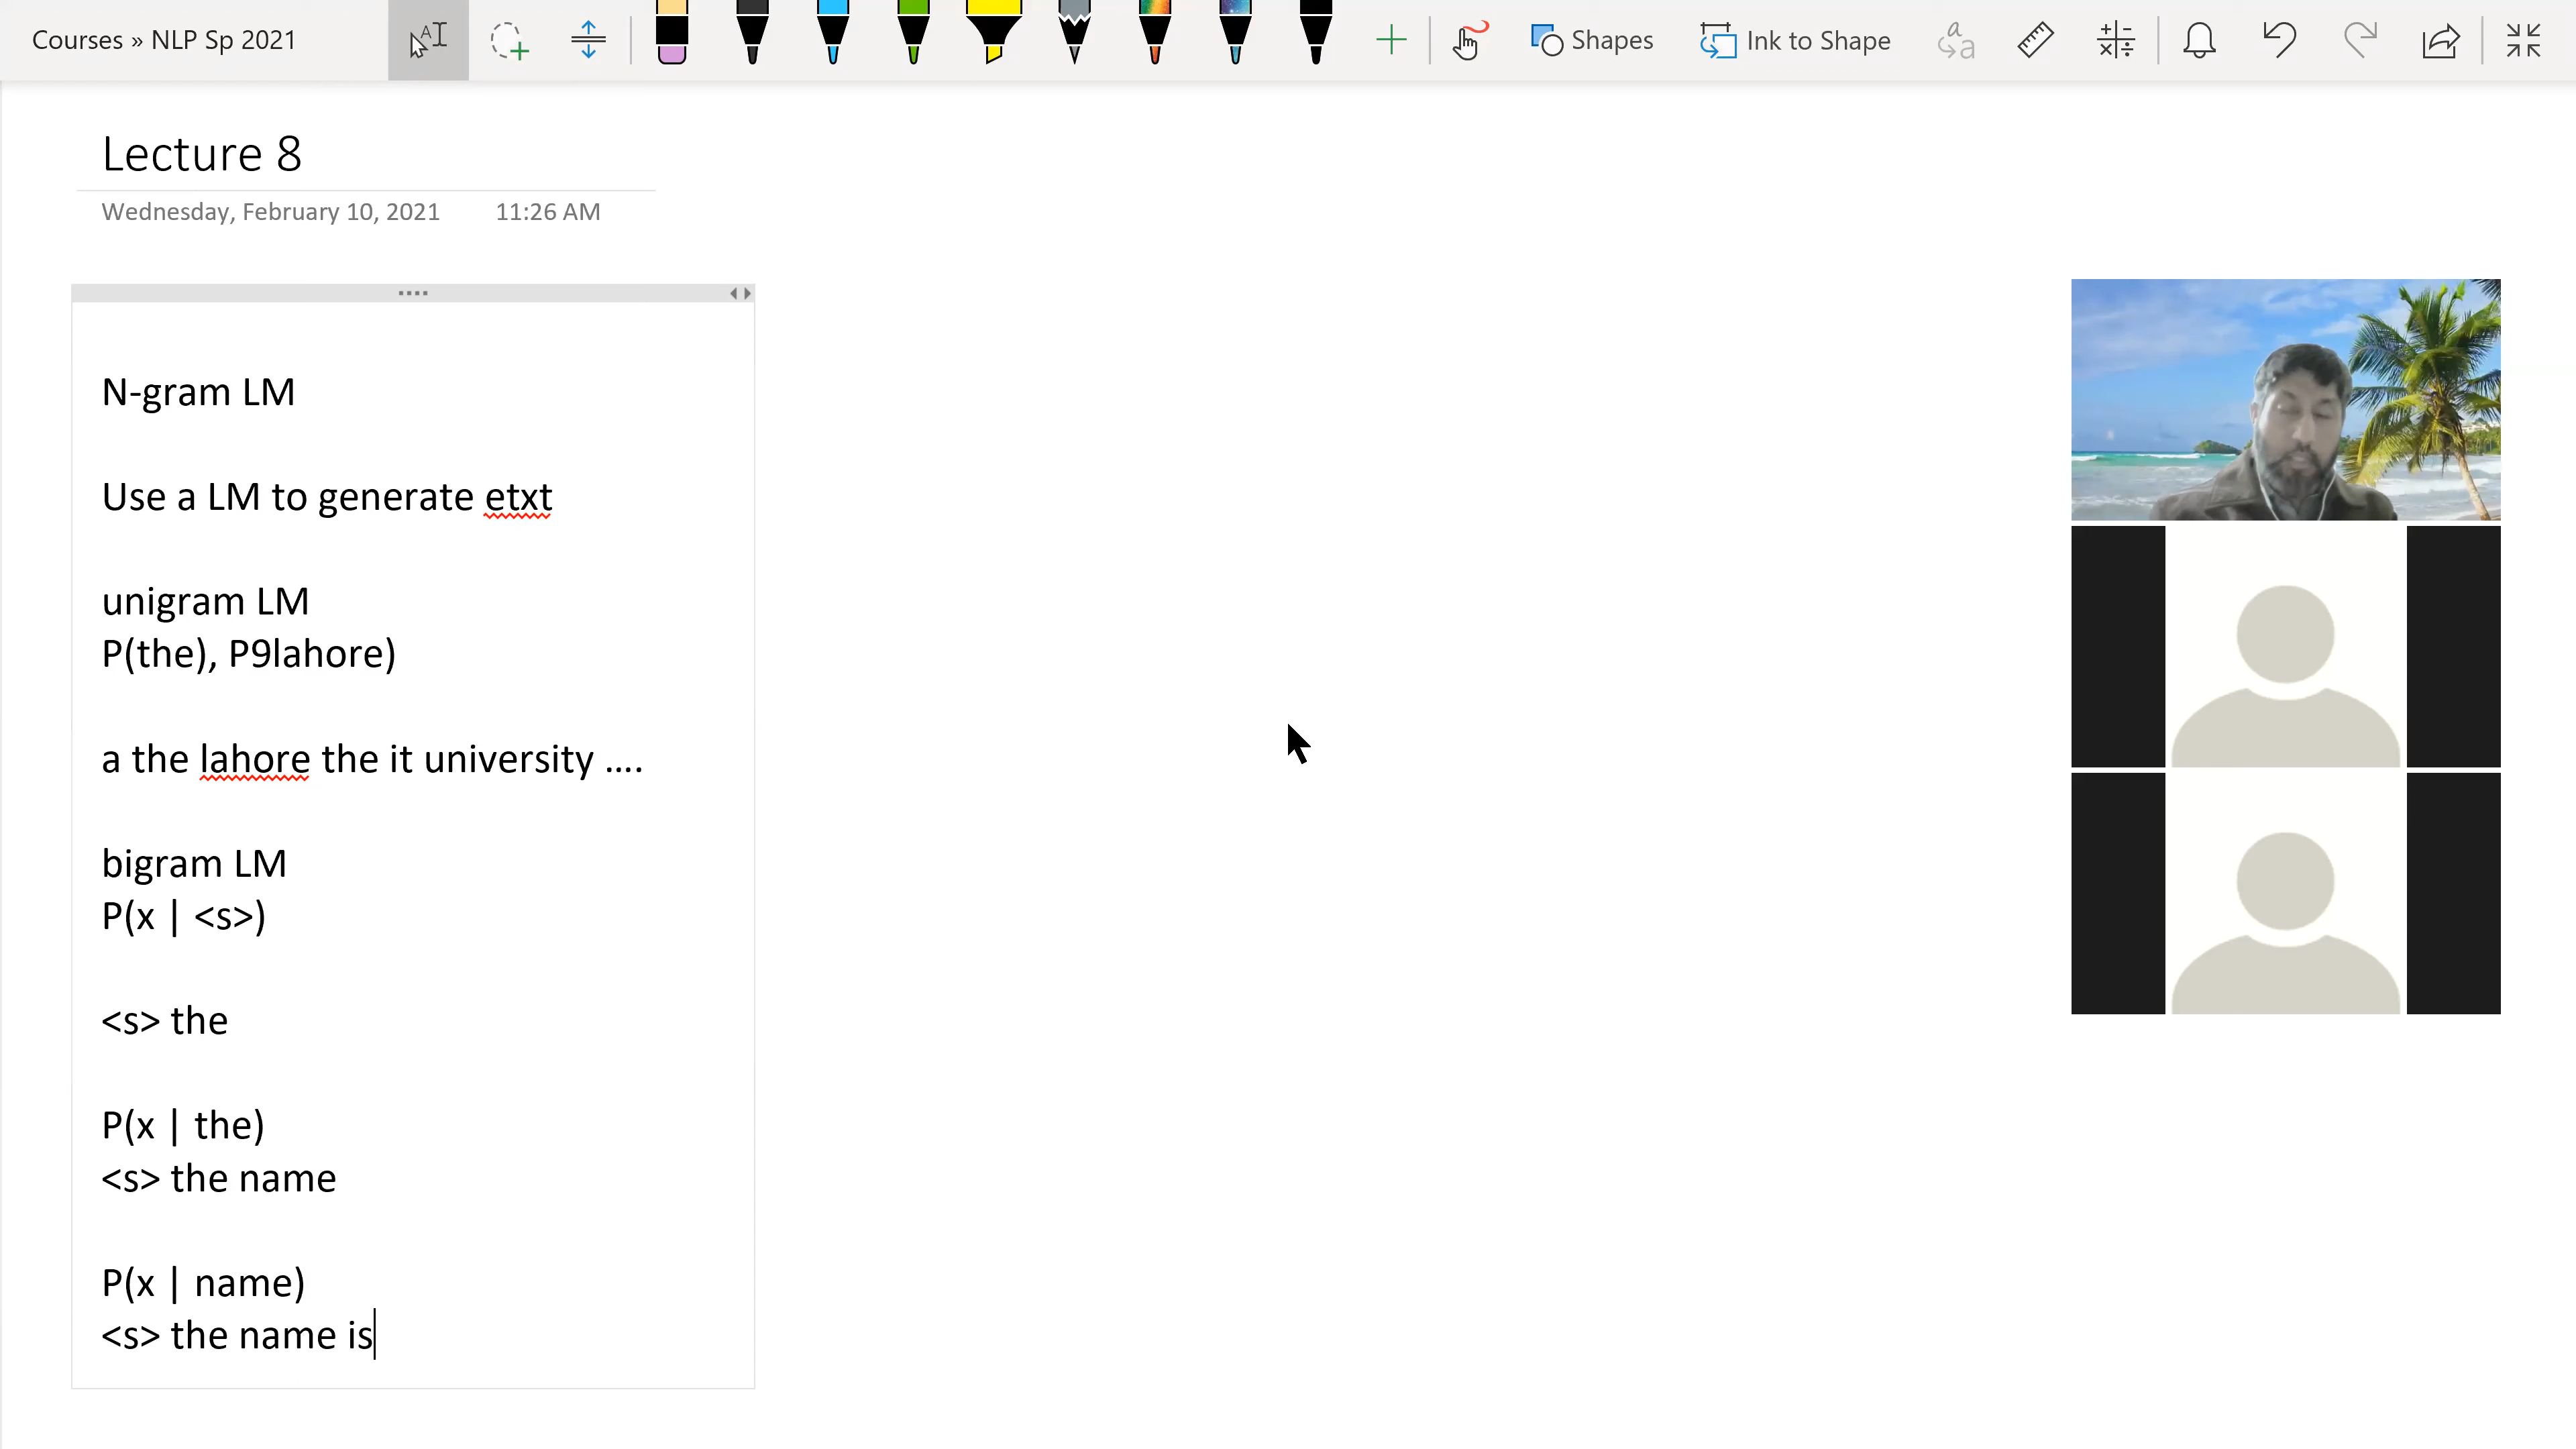 Courses » NLP Sp 2021
Shapes
Ink to Shape
Lecture 8
Wednesday, February 10, 2021 11:26 AM
N-gram LM
Use a LM to generate etxt
unigram LM
P(the), P9lahore)
a the lahore the it university ....
bigram LM
P(x | <s>)
<s> the
P(x | the)
<s> the name
P(x | name)
<s> the name is